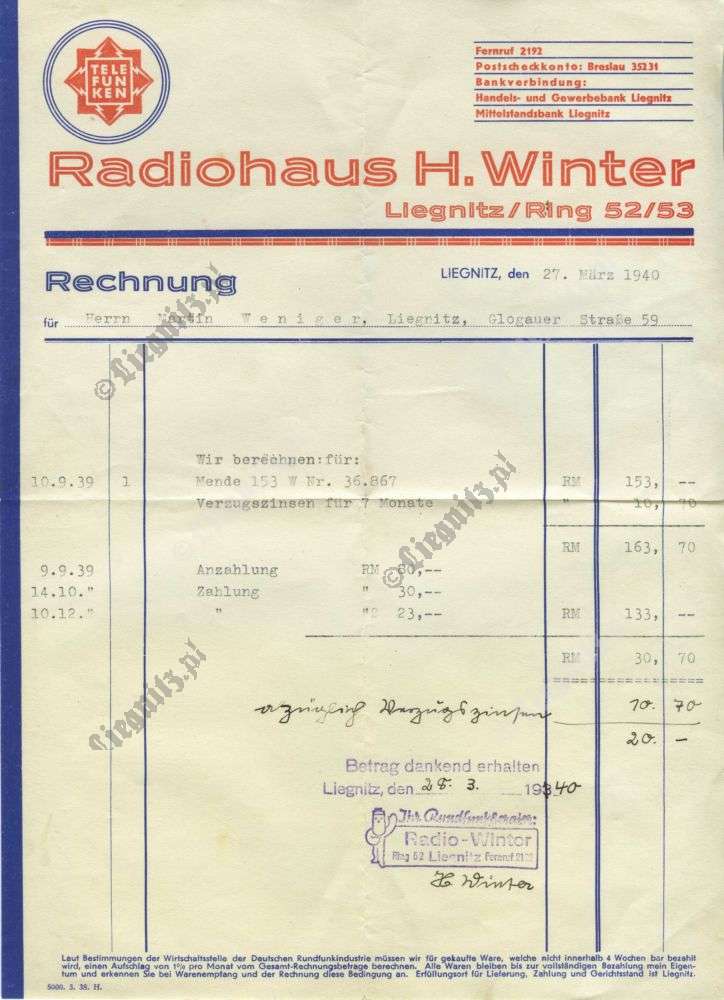 TELE
FUN
KEN
Fernruf 2192
Postscheckkonto: Breslau 35231
Bankverbindung:
Handels- und Gewerbebank Liegnitz
Mittelstandsbank Liegnitz
Radiohaus H. Winter
Liegnitz/Ring 52/53
Rechnung
LIEGNITZ, den 27. März 1940
für Herrn Martin Weniger, Liegnitz, Glogauer Straße 59
Wir berechnen: für:
10.9.39 1 Mende 153 W Nr. 36.867 RM 153, --
Verzugszinsen für 7 Monate " 10, 70
RM 163, 70
9.9.39 Anzahlung RM 80,--
14.10." Zahlung " 30,--
10.12." " " 23,-- RM 133, --
RM 30, 70
abzüglich Verzugszinsen 10. 70
20. -
Betrag dankend erhalten
Liegnitz, den 28. 3. 1940
Ihr Rundfunkberater:
Radio-Winter
Ring 52 Liegnitz Fernruf 2192
H Winter
Laut Bestimmungen der Wirtschaftsstelle der Deutschen Rundfunkindustrie müssen wir für gekaufte Ware, welche nicht innerhalb 4 Wochen bar bezahlt
wird, einen Aufschlag von 1% pro Monat vom Gesamt-Rechnungsbetrage berechnen. Alle Waren bleiben bis zur vollständigen Bezahlung mein Eigen-
tum und erkennen Sie bei Warenempfang und der Rechnung diese Bedingung an. Erfüllungsort für Lieferung, Zahlung und Gerichtsstand ist Liegnitz.
5000. 3. 38. H.
©Liegnitz.pl
©Liegnitz.pl
Liegnitz.pl